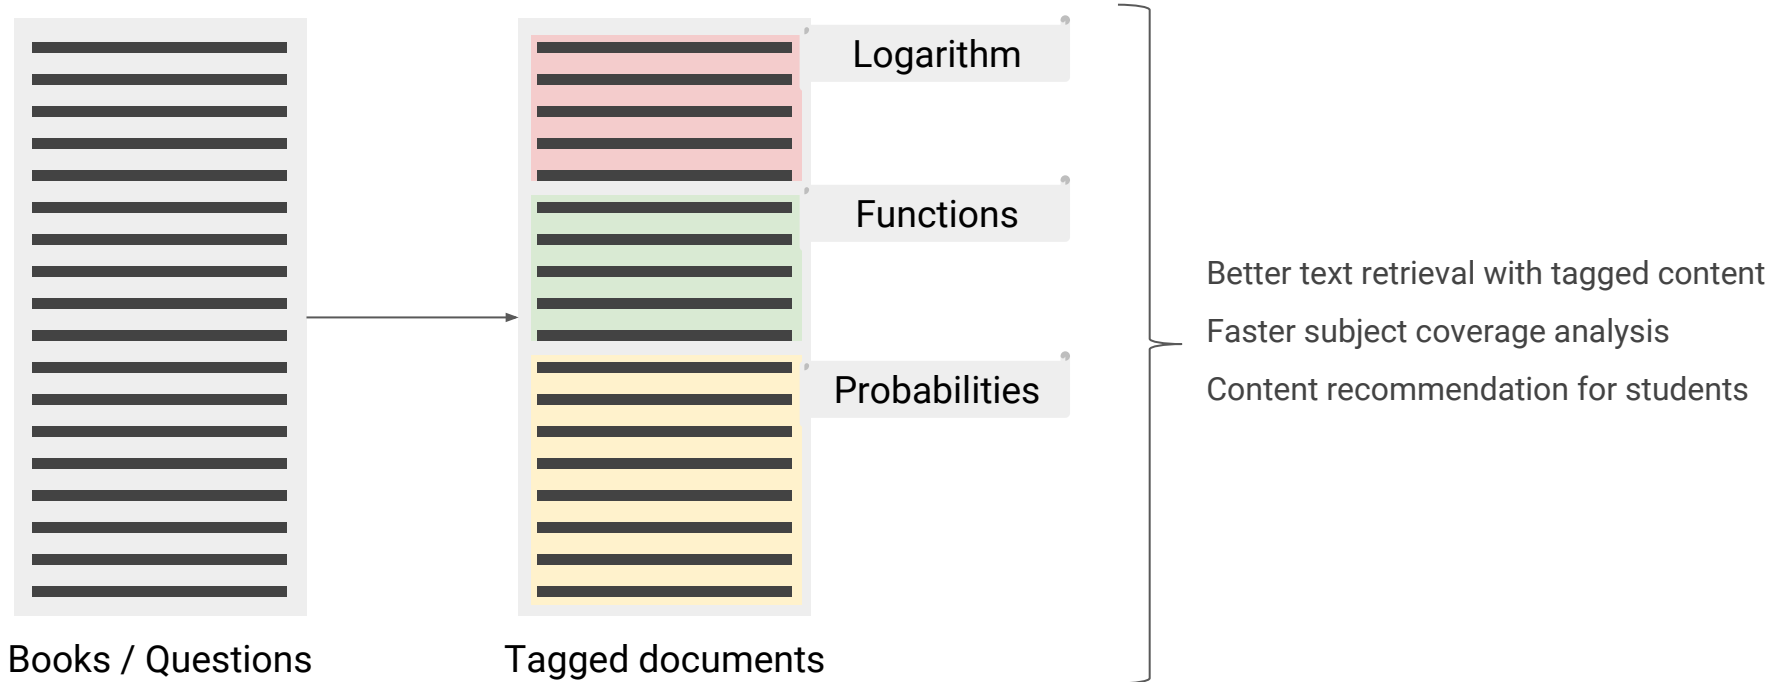 Logarithm
Functions
Probabilities
Better text retrieval with tagged content
Faster subject coverage analysis
Content recommendation for students
Books / Questions
Tagged documents